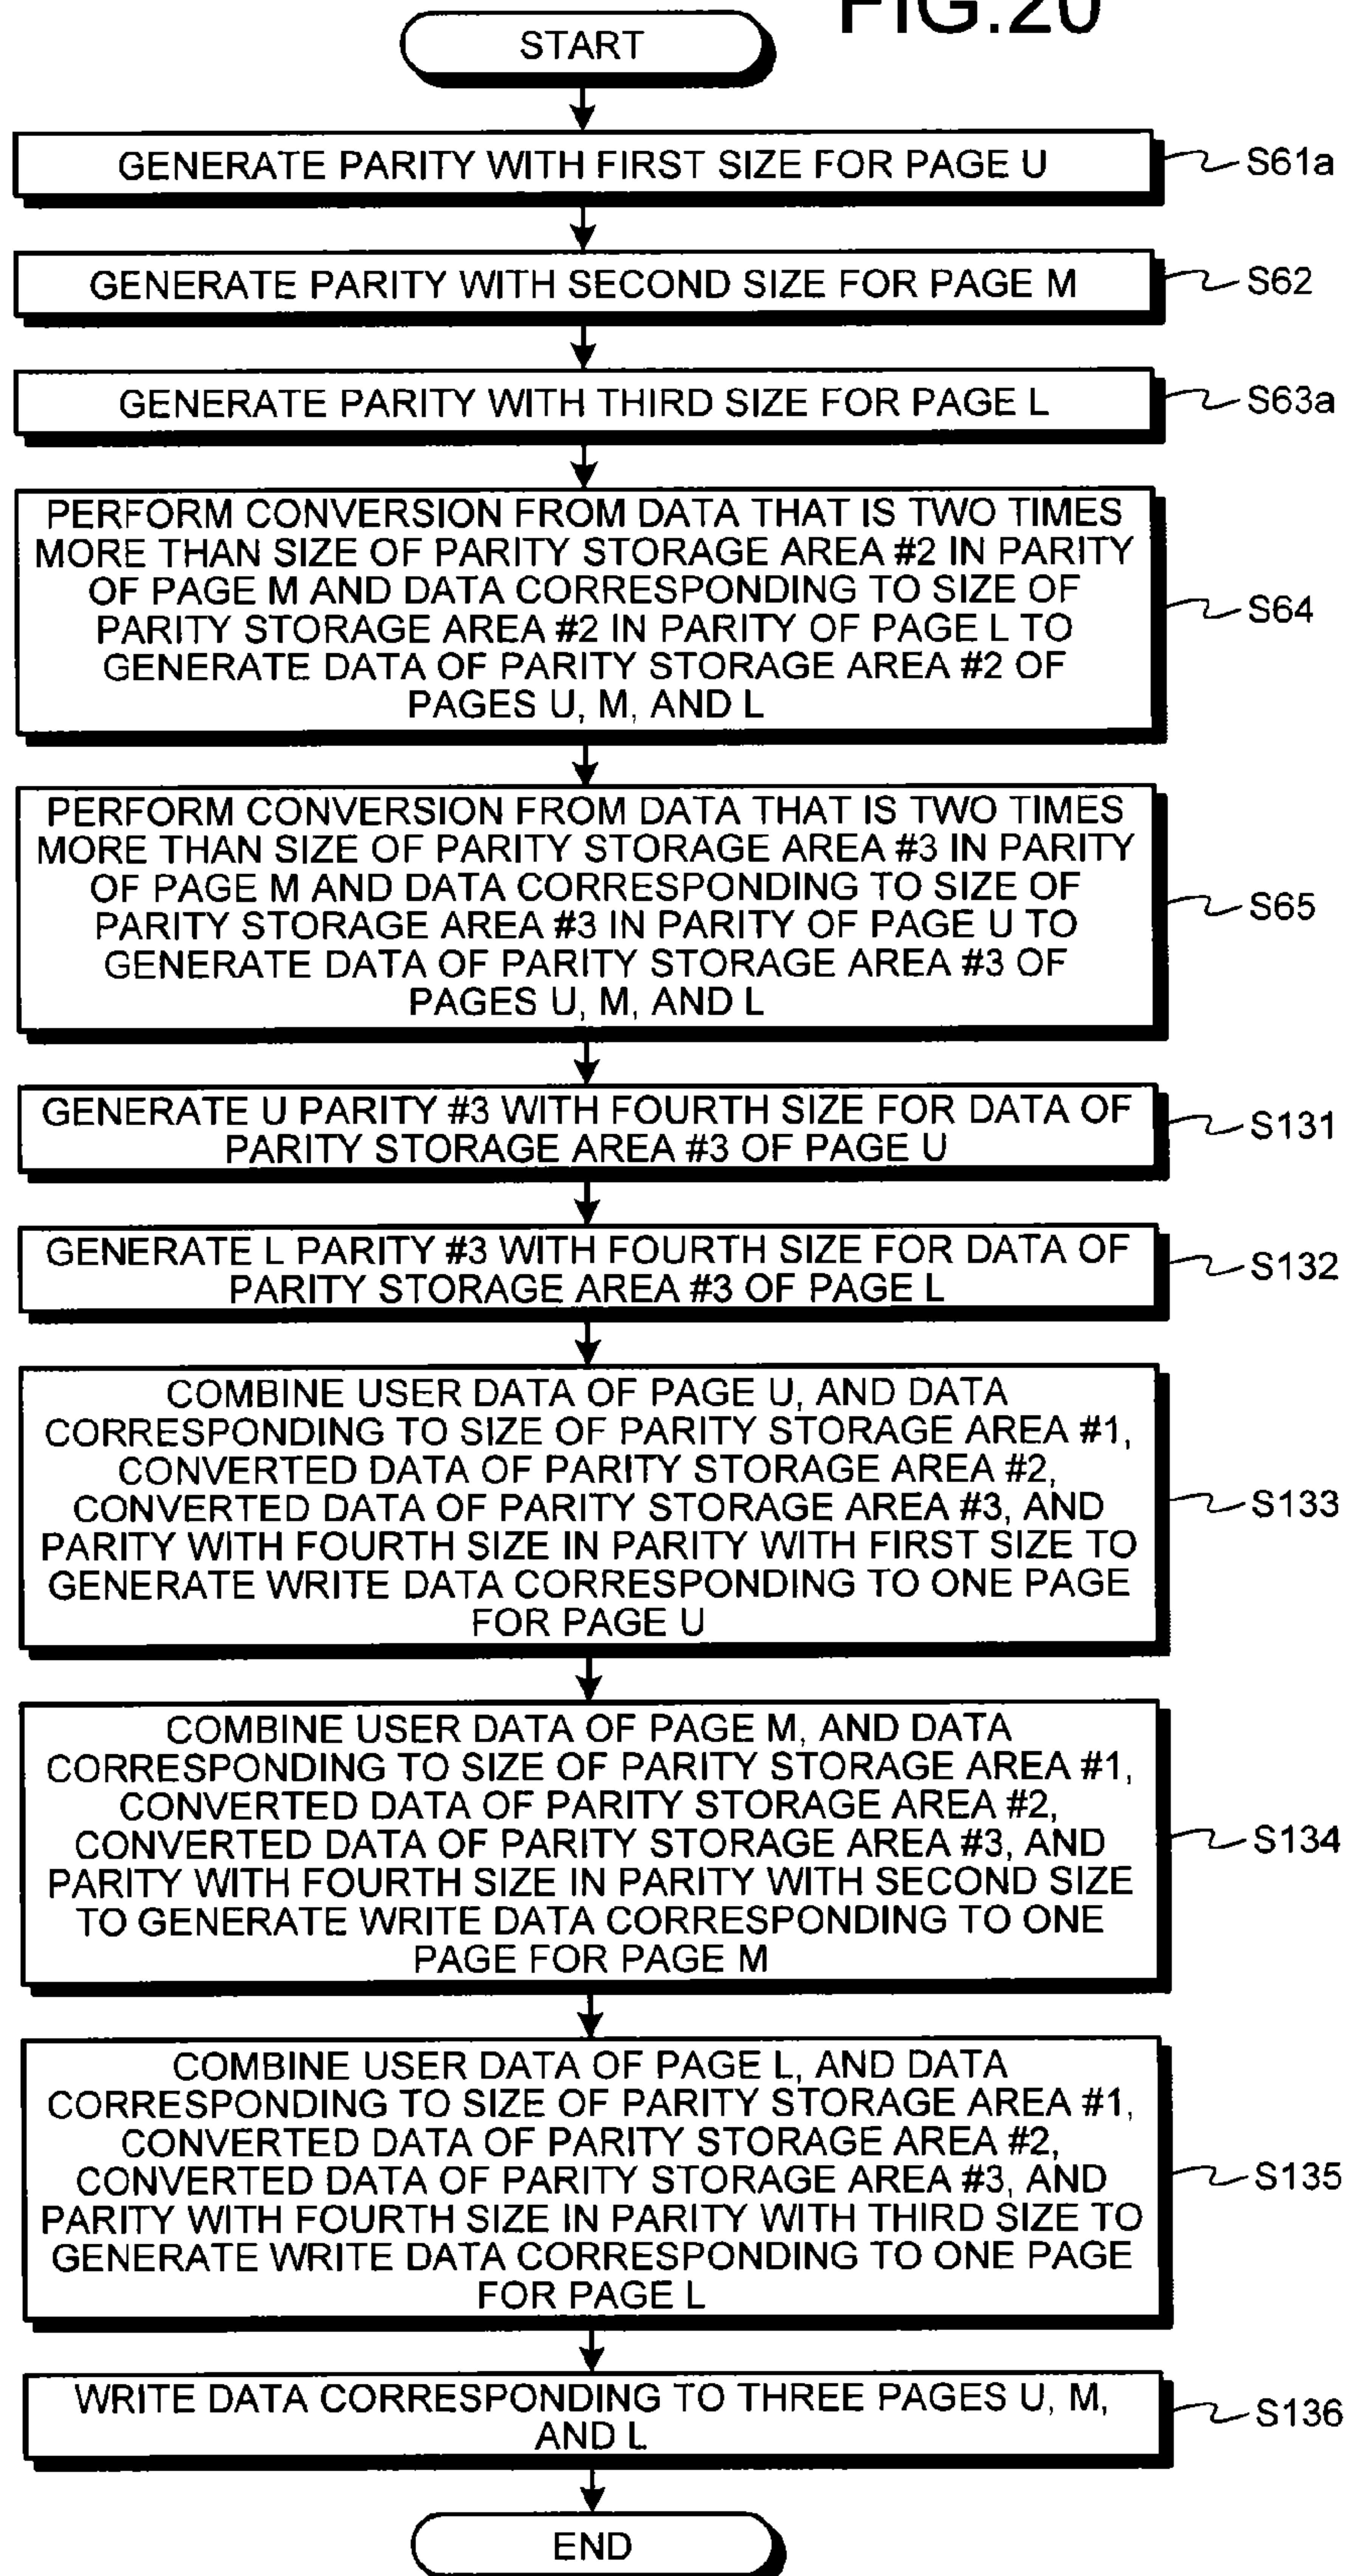 FIG.20
START
GENERATE PARITY WITH FIRST SIZE FOR PAGE U
S61a
GENERATE PARITY WITH SECOND SIZE FOR PAGE M
S62
GENERATE PARITY WITH THIRD SIZE FOR PAGE L
S63a
PERFORM CONVERSION FROM DATA THAT IS TWO TIMES
MORE THAN SIZE OF PARITY STORAGE AREA #2 IN PARITY
OF PAGE M AND DATA CORRESPONDING TO SIZE OF
PARITY STORAGE AREA #2 IN PARITY OF PAGE L TO
GENERATE DATA OF PARITY STORAGE AREA #2 OF
PAGES U, M, AND L
S64
PERFORM CONVERSION FROM DATA THAT IS TWO TIMES
MORE THAN SIZE OF PARITY STORAGE AREA #3 IN PARITY
OF PAGE M AND DATA CORRESPONDING TO SIZE OF
PARITY STORAGE AREA #3 IN PARITY OF PAGE U TO
GENERATE DATA OF PARITY STORAGE AREA #3 OF
PAGES U, M, AND L
S65
GENERATE U PARITY #3 WITH FOURTH SIZE FOR DATA OF
PARITY STORAGE AREA #3 OF PAGE U
S131
GENERATE L PARITY #3 WITH FOURTH SIZE FOR DATA OF
PARITY STORAGE AREA #3 OF PAGE L
S132
COMBINE USER DATA OF PAGE U, AND DATA
CORRESPONDING TO SIZE OF PARITY STORAGE AREA #1,
CONVERTED DATA OF PARITY STORAGE AREA #2,
CONVERTED DATA OF PARITY STORAGE AREA #3, AND
PARITY WITH FOURTH SIZE IN PARITY WITH FIRST SIZE TO
GENERATE WRITE DATA CORRESPONDING TO ONE PAGE
FOR PAGE U
S133
COMBINE USER DATA OF PAGE M, AND DATA
CORRESPONDING TO SIZE OF PARITY STORAGE AREA #1,
CONVERTED DATA OF PARITY STORAGE AREA #2,
CONVERTED DATA OF PARITY STORAGE AREA #3, AND
PARITY WITH FOURTH SIZE IN PARITY WITH SECOND SIZE
TO GENERATE WRITE DATA CORRESPONDING TO ONE
PAGE FOR PAGE M
S134
COMBINE USER DATA OF PAGE L, AND DATA
CORRESPONDING TO SIZE OF PARITY STORAGE AREA #1,
CONVERTED DATA OF PARITY STORAGE AREA #2,
CONVERTED DATA OF PARITY STORAGE AREA #3, AND
PARITY WITH FOURTH SIZE IN PARITY WITH THIRD SIZE TO
GENERATE WRITE DATA CORRESPONDING TO ONE PAGE
FOR PAGE L
S135
WRITE DATA CORRESPONDING TO THREE PAGES U, M,
AND L
S136
END